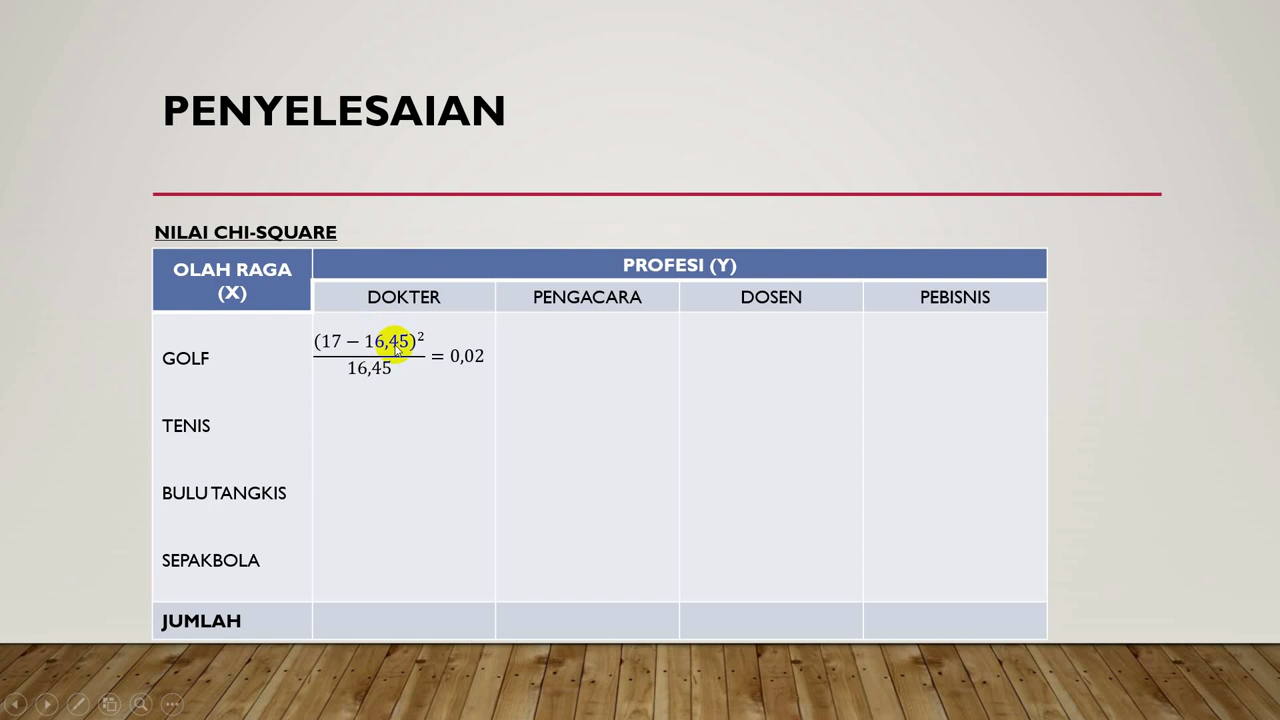 PENYELESAIAN
NILAI CHI-SQUARE
OLAH RAGA
(X)
PROFESI (Y)
DOKTER
PENGACARA
DOSEN
PEBISNIS
GOLF
(17 − 16,45)²
16,45
= 0,02
TENIS
BULU TANGKIS
SEPAKBOLA
JUMLAH